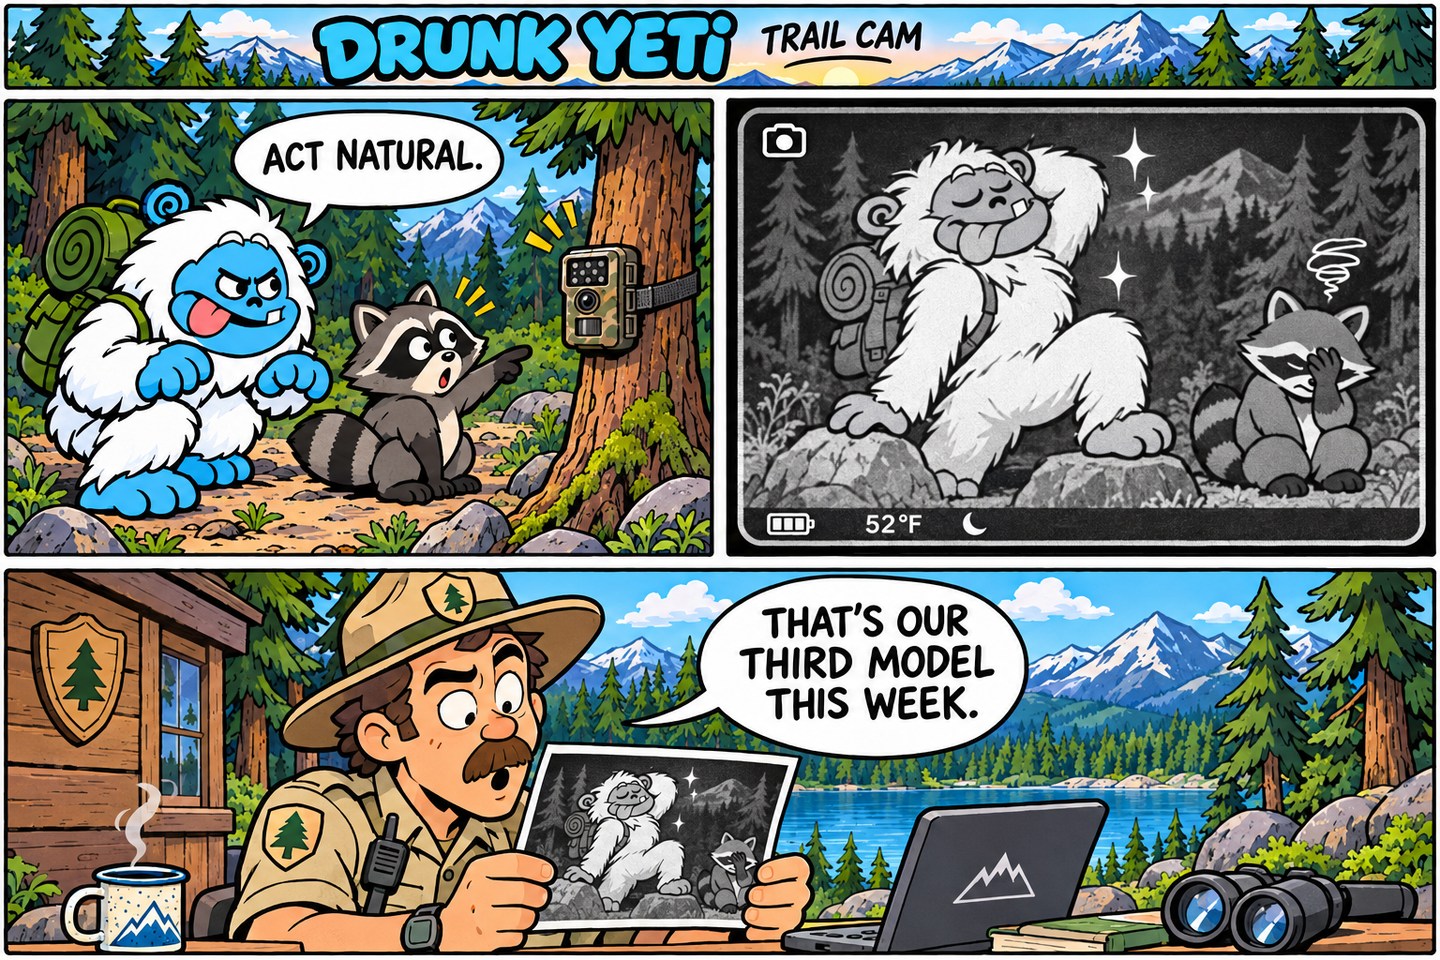 DRUNK YETi TRAIL CAM
ACT NATURAL.
52°F
THAT'S OUR
THIRD MODEL
THIS WEEK.